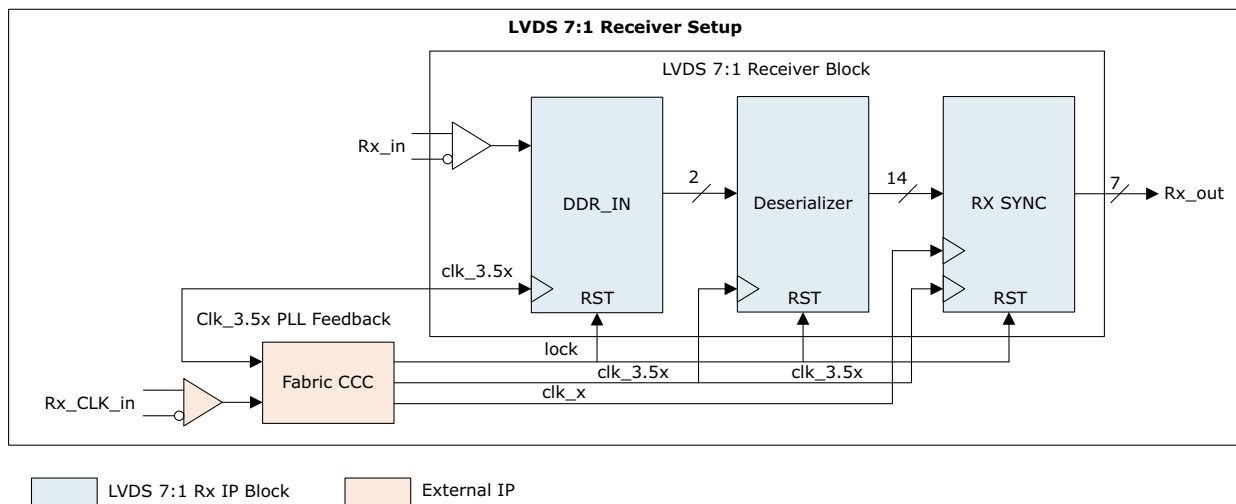 LVDS 7:1 Receiver Setup
LVDS 7:1 Receiver Block
Rx_in
DDR_IN
2
Deserializer
14
RX SYNC
7
Rx_out
clk_3.5x
RST
RST
RST
Clk_3.5x PLL Feedback
lock
Fabric CCC
clk_3.5x
clk_3.5x
clk_x
Rx_CLK_in
LVDS 7:1 Rx IP Block
External IP